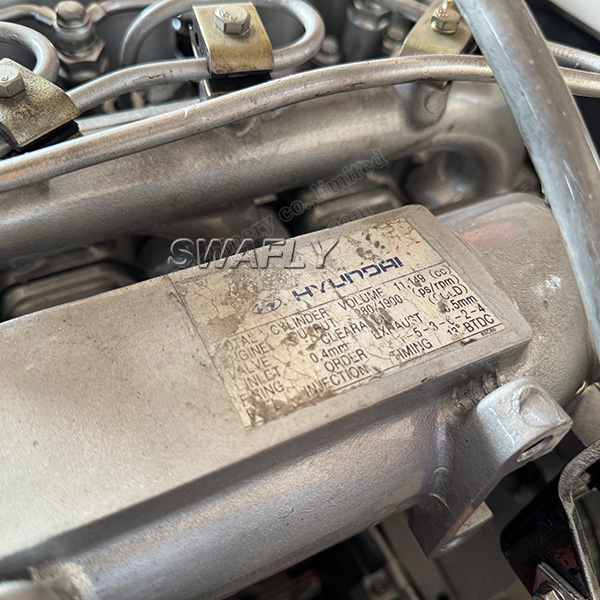 SWAFLY
HYUNDAI
TOTAL CYLINDER VOLUME 11,149 (cc)
ENGINE OUTPUT 280/1900 (ps/rpm)
VALVE CLEARANCE (COLD)
INLET 0.4mm EXHAUST 0.5mm
FIRING ORDER 1-5-3-6-2-4
INJECTION TIMING 13° BTDC